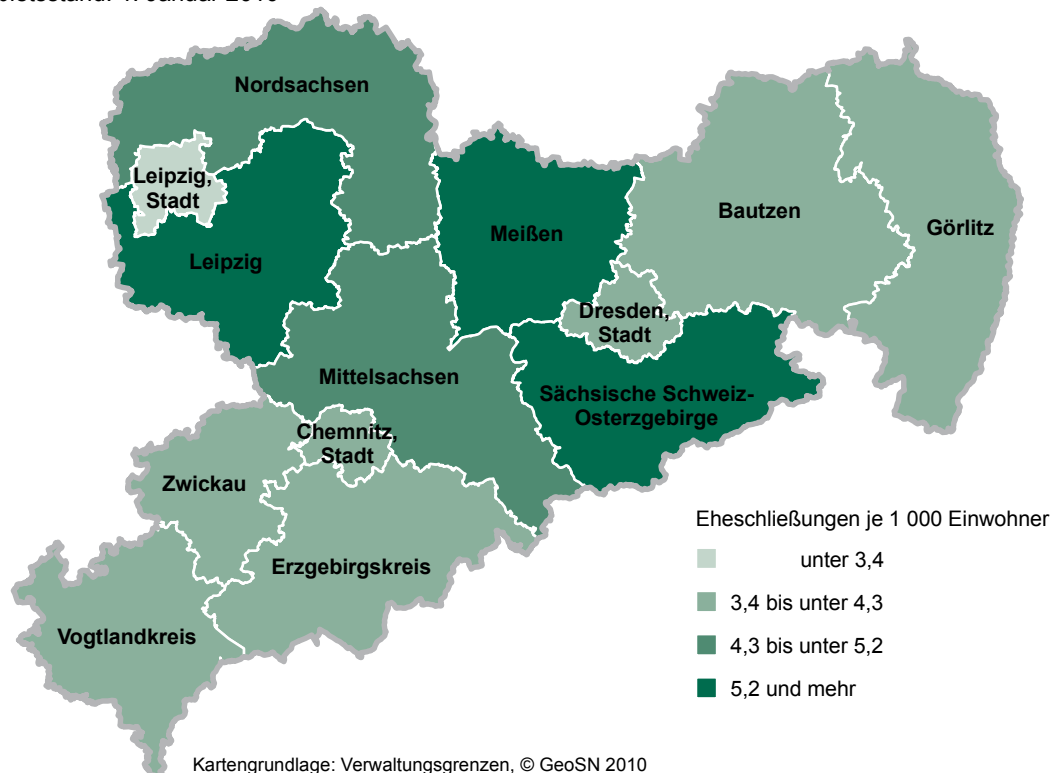 Nordsachsen
Leipzig,
Stadt
Leipzig
Meißen
Bautzen
Görlitz
Dresden,
Stadt
Mittelsachsen
Sächsische Schweiz-
Osterzgebirge
Chemnitz,
Stadt
Zwickau
Erzgebirgskreis
Vogtlandkreis
Eheschließungen je 1 000 Einwohner
unter 3,4
3,4 bis unter 4,3
4,3 bis unter 5,2
5,2 und mehr
Kartengrundlage: Verwaltungsgrenzen, © GeoSN 2010